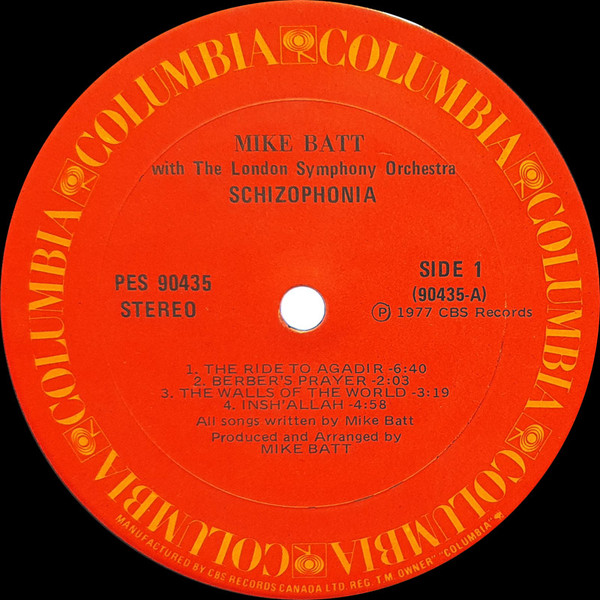 COLUMBIA COLUMBIA COLUMBIA COLUMBIA COLUMBIA COLUMBIA COLUMBIA COLUMBIA
MIKE BATT
with The London Symphony Orchestra
SCHIZOPHONIA
PES 90435
STEREO
SIDE 1
(90435-A)
Ⓟ 1977 CBS Records
1. THE RIDE TO AGADIR -6:40
2. BERBER'S PRAYER -2:03
3. THE WALLS OF THE WORLD -3:19
4. INSH'ALLAH -4:58
All songs written by Mike Batt
Produced and Arranged by
MIKE BATT
MANUFACTURED BY CBS RECORDS CANADA LTD. REG. T.M. OWNER "COLUMBIA"